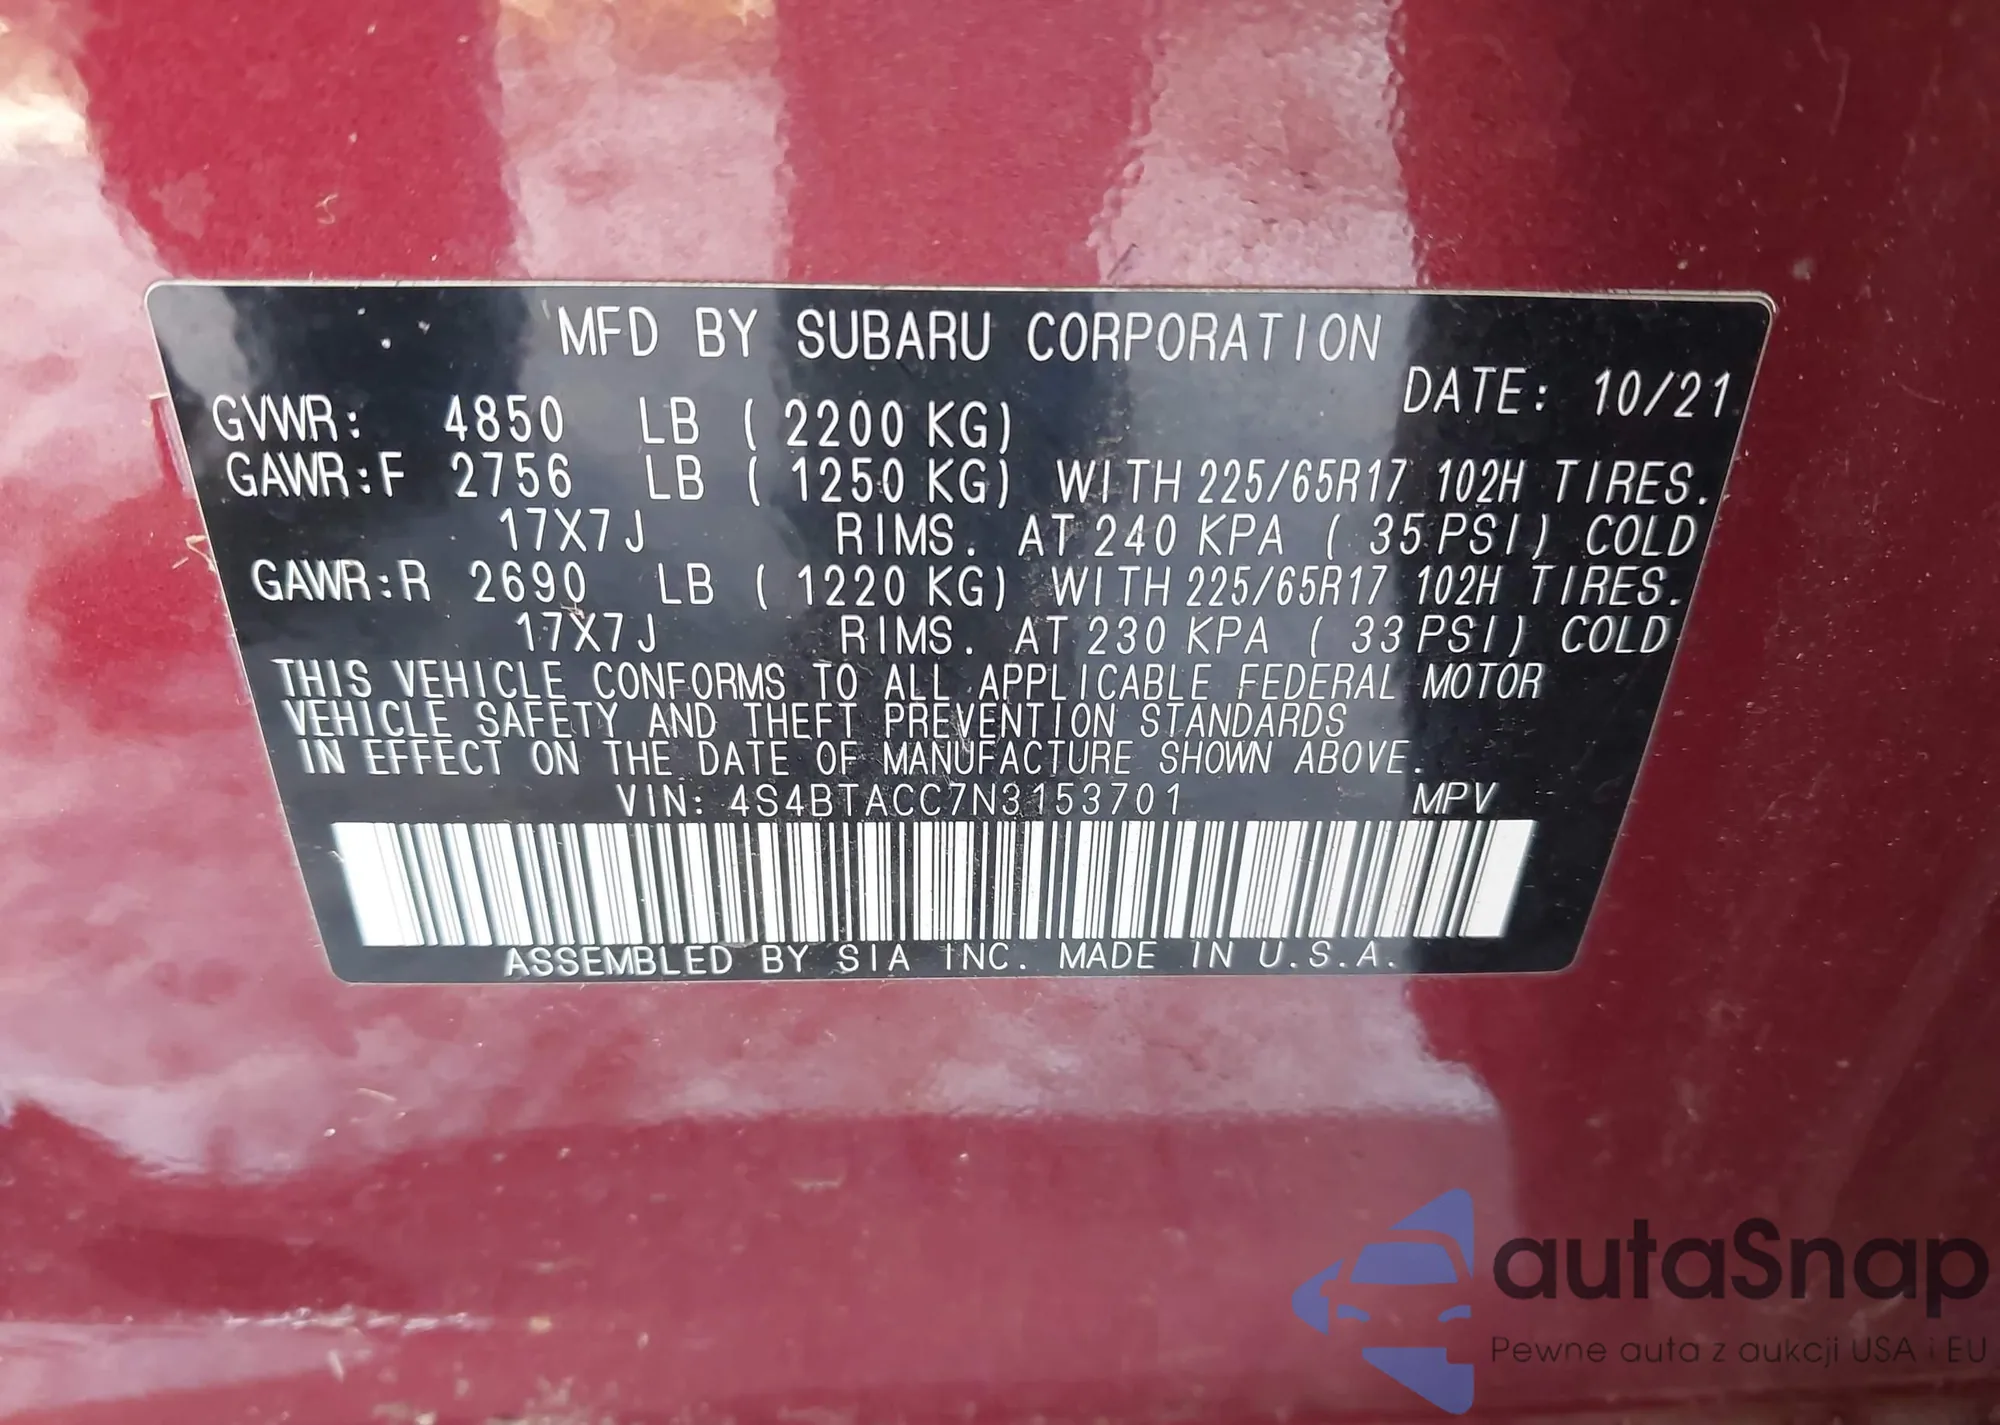 MFD BY SUBARU CORPORATION
DATE: 10/21
GVWR: 4850 LB ( 2200 KG)
GAWR:F 2756 LB ( 1250 KG) WITH 225/65R17 102H TIRES.
17X7J RIMS. AT 240 KPA ( 35 PSI) COLD
GAWR:R 2690 LB ( 1220 KG) WITH 225/65R17 102H TIRES.
17X7J RIMS. AT 230 KPA ( 33 PSI) COLD
THIS VEHICLE CONFORMS TO ALL APPLICABLE FEDERAL MOTOR
VEHICLE SAFETY AND THEFT PREVENTION STANDARDS
IN EFFECT ON THE DATE OF MANUFACTURE SHOWN ABOVE.
VIN: 4S4BTACC7N3153701 MPV
ASSEMBLED BY SIA INC. MADE IN U.S.A.
autaSnap
Pewne auta z aukcji USA i EU